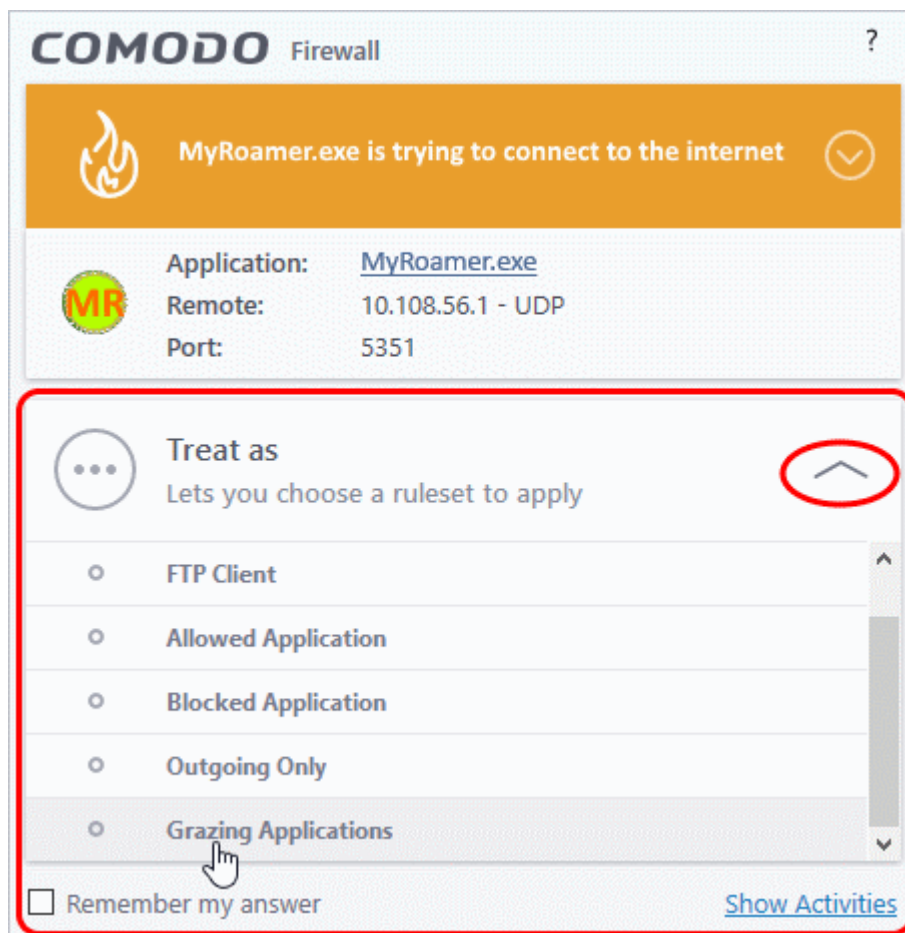 COMODO Firewall ?
MyRoamer.exe is trying to connect to the internet
MR
Application: MyRoamer.exe
Remote: 10.108.56.1 - UDP
Port: 5351
Treat as
Lets you choose a ruleset to apply
FTP Client
Allowed Application
Blocked Application
Outgoing Only
Grazing Applications
Remember my answer Show Activities